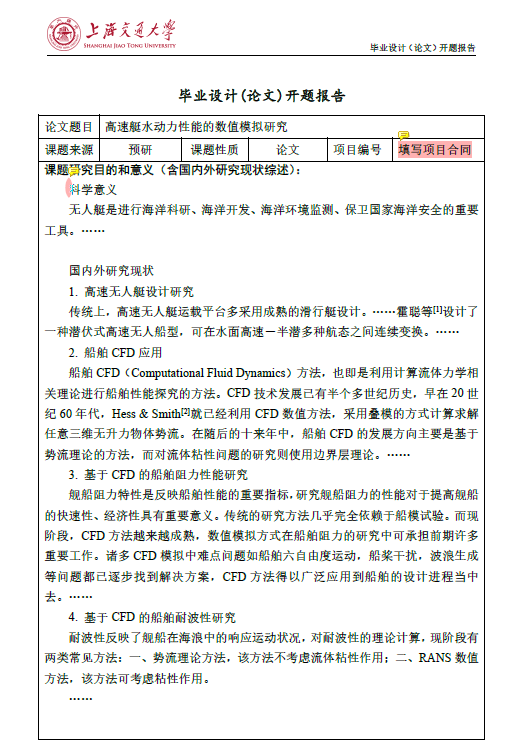 上海交通大学
SHANGHAI JIAO TONG UNIVERSITY
毕业设计（论文）开题报告
毕业设计(论文)开题报告
论文题目 高速艇水动力性能的数值模拟研究
课题来源 预研 课题性质 论文 项目编号 填写项目合同
课题研究目的和意义（含国内外研究现状综述）：
科学意义
无人艇是进行海洋科研、海洋开发、海洋环境监测、保卫国家海洋安全的重要
工具。……
国内外研究现状
1. 高速无人艇设计研究
传统上，高速无人艇运载平台多采用成熟的滑行艇设计。……霍聪等[1]设计了
一种潜伏式高速无人船型，可在水面高速－半潜多种航态之间连续变换。……
2. 船舶 CFD 应用
船舶 CFD（Computational Fluid Dynamics）方法，也即是利用计算流体力学相
关理论进行船舶性能探究的方法。CFD 技术发展已有半个多世纪历史，早在 20 世
纪 60 年代，Hess & Smith[2]就已经利用 CFD 数值方法，采用叠模的方式计算求解
任意三维无升力物体势流。在随后的十来年中，船舶 CFD 的发展方向主要是基于
势流理论的方法，而对流体粘性问题的研究则使用边界层理论。……
3. 基于 CFD 的船舶阻力性能研究
舰船阻力特性是反映船舶性能的重要指标，研究舰船阻力的性能对于提高舰船
的快速性、经济性具有重要意义。传统的研究方法几乎完全依赖于船模试验。而现
阶段，CFD 方法越来越成熟，数值模拟方式在船舶阻力的研究中可承担前期许多
重要工作。诸多 CFD 模拟中难点问题如船舶六自由度运动，船桨干扰，波浪生成
等问题都已逐步找到解决方案，CFD 方法得以广泛应用到船舶的设计进程当中
去。……
4. 基于 CFD 的船舶耐波性研究
耐波性反映了舰船在海浪中的响应运动状况，对耐波性的理论计算，现阶段有
两类常见方法：一、势流理论方法，该方法不考虑流体粘性作用；二、RANS 数值
方法，该方法可考虑粘性作用。
……